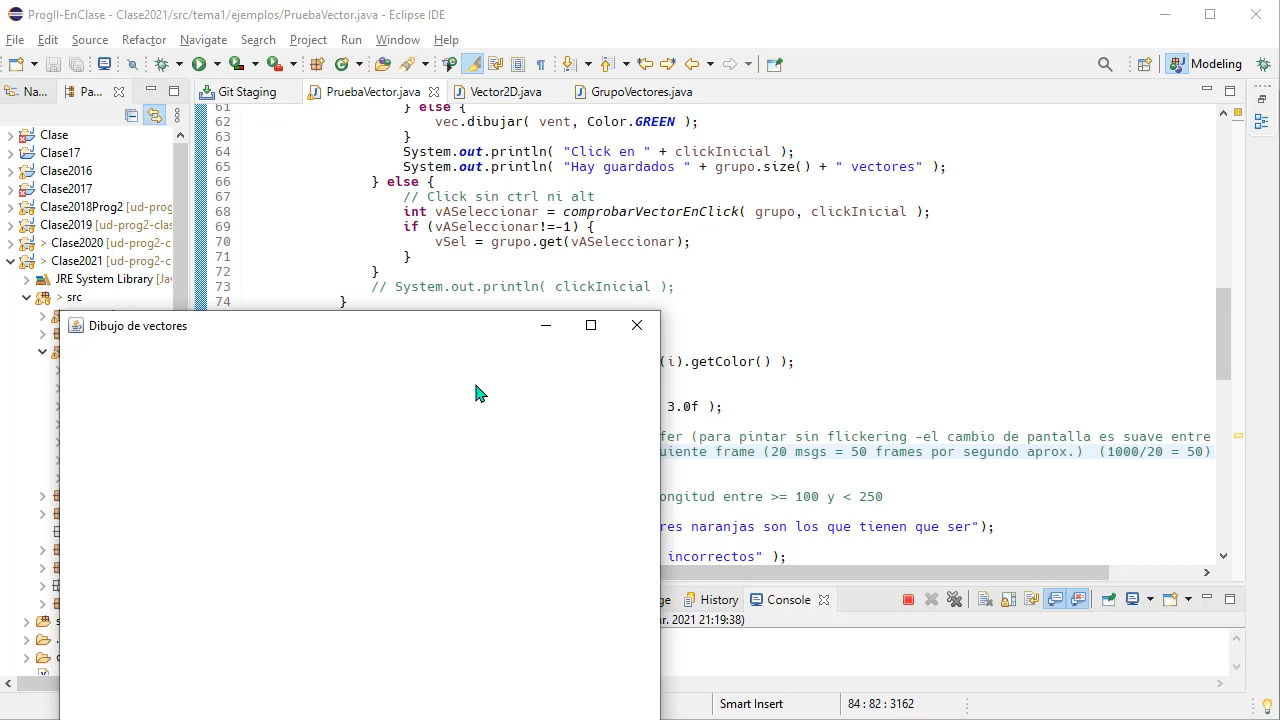 ProgII-EnClase - Clase2021/src/tema1/ejemplos/PruebaVector.java - Eclipse IDE
File Edit Source Refactor Navigate Search Project Run Window Help
Modeling
Na... Pa... Git Staging PruebaVector.java Vector2D.java GrupoVectores.java
Clase
Clase17
Clase2016
Clase2017
Clase2018Prog2 [ud-prog
Clase2019 [ud-prog2-clas
> Clase2020 [ud-prog2-c
> Clase2021 [ud-prog2-c
JRE System Library [Jav
> src
61 } else {
62 vec.dibujar( vent, Color.GREEN );
63 }
64 System.out.println( "Click en " + clickInicial );
65 System.out.println( "Hay guardados " + grupo.size() + " vectores" );
66 } else {
67 // Click sin ctrl ni alt
68 int vASeleccionar = comprobarVectorEnClick( grupo, clickInicial );
69 if (vASeleccionar!=-1) {
70 vSel = grupo.get(vASeleccionar);
71 }
72 }
73 // System.out.println( clickInicial );
74 }
Dibujo de vectores
(i).getColor() );
3.0f );
fer (para pintar sin flickering -el cambio de pantalla es suave entre
uiente frame (20 msgs = 50 frames por segundo aprox.) (1000/20 = 50)
ongitud entre >= 100 y < 250
res naranjas son los que tienen que ser");
incorrectos" );
ge History Console
ar, 2021 21:19:38)
Smart Insert 84 : 82 : 3162